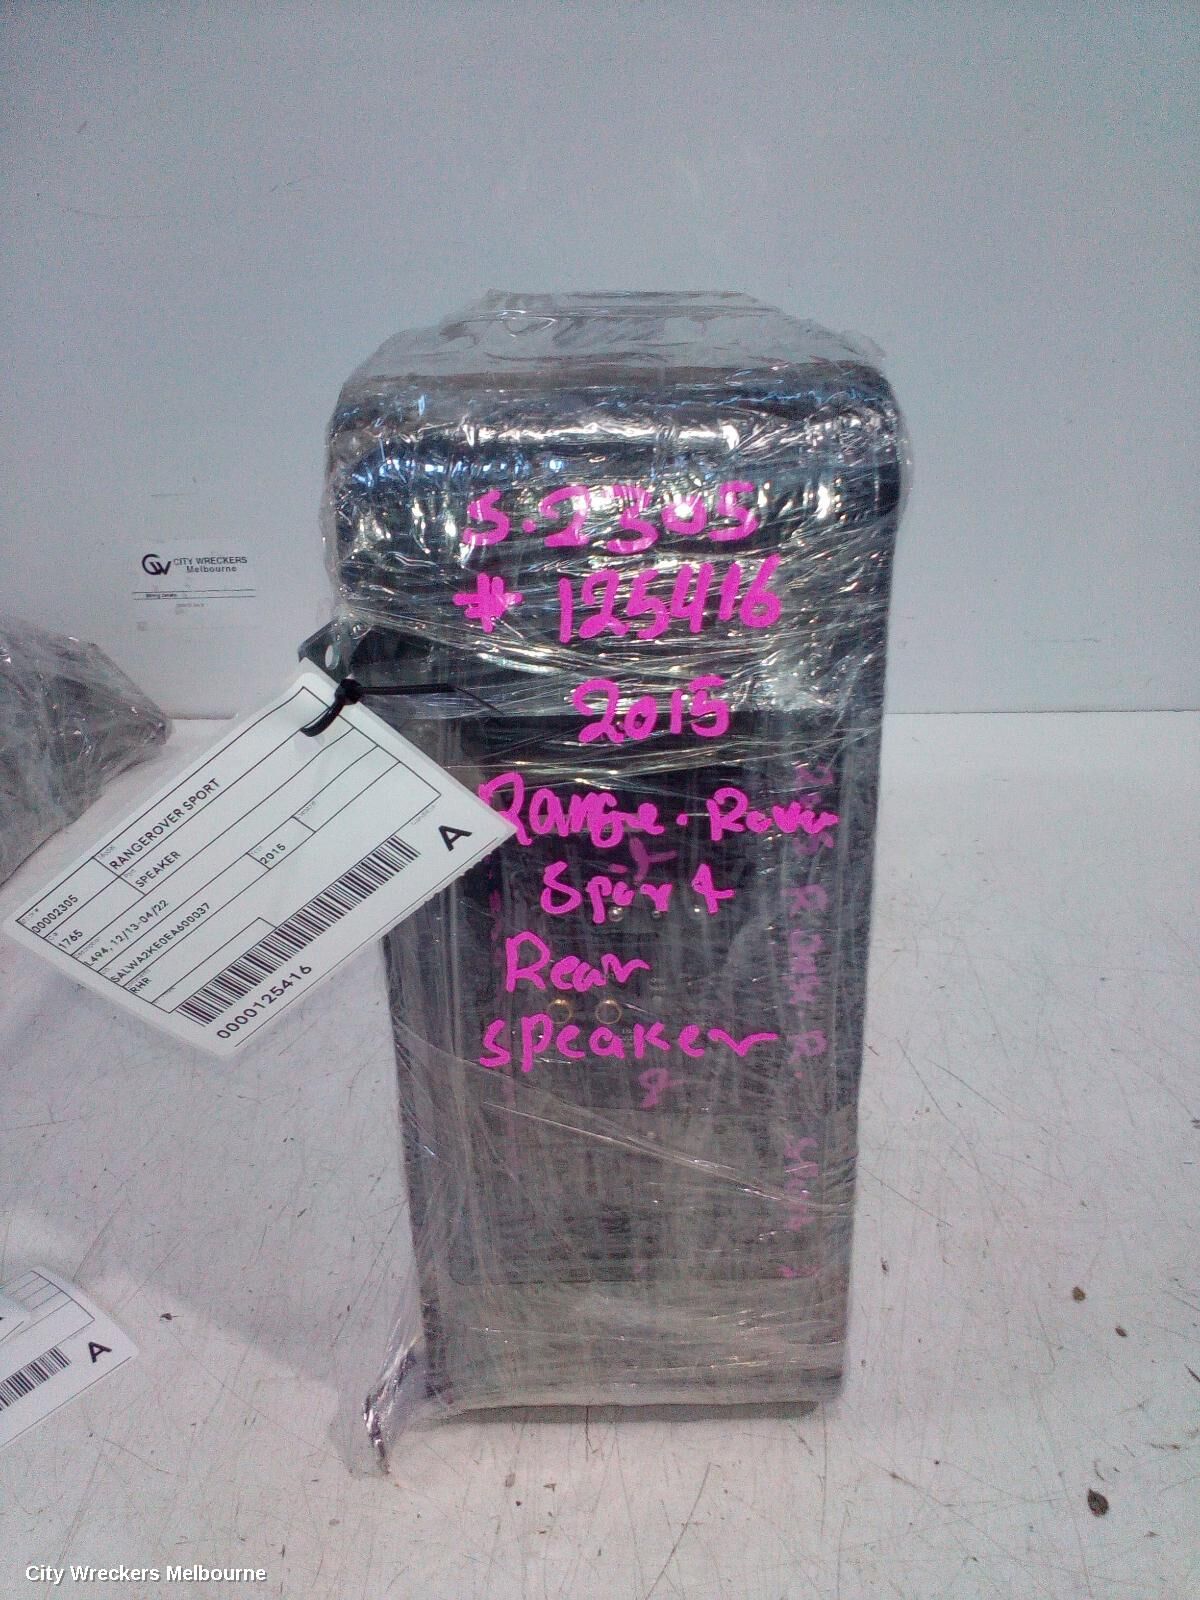 S.2305
# 125416
2015
Range. Rover
Sport
Rear
speaker
CW CITY WRECKERS
Melbourne
RANGEROVER SPORT
00002305
SPEAKER
1765
2015
L494, 12/13-04/22
SALWA2KE0EA600037
RHR
A
0000125416
A
City Wreckers Melbourne